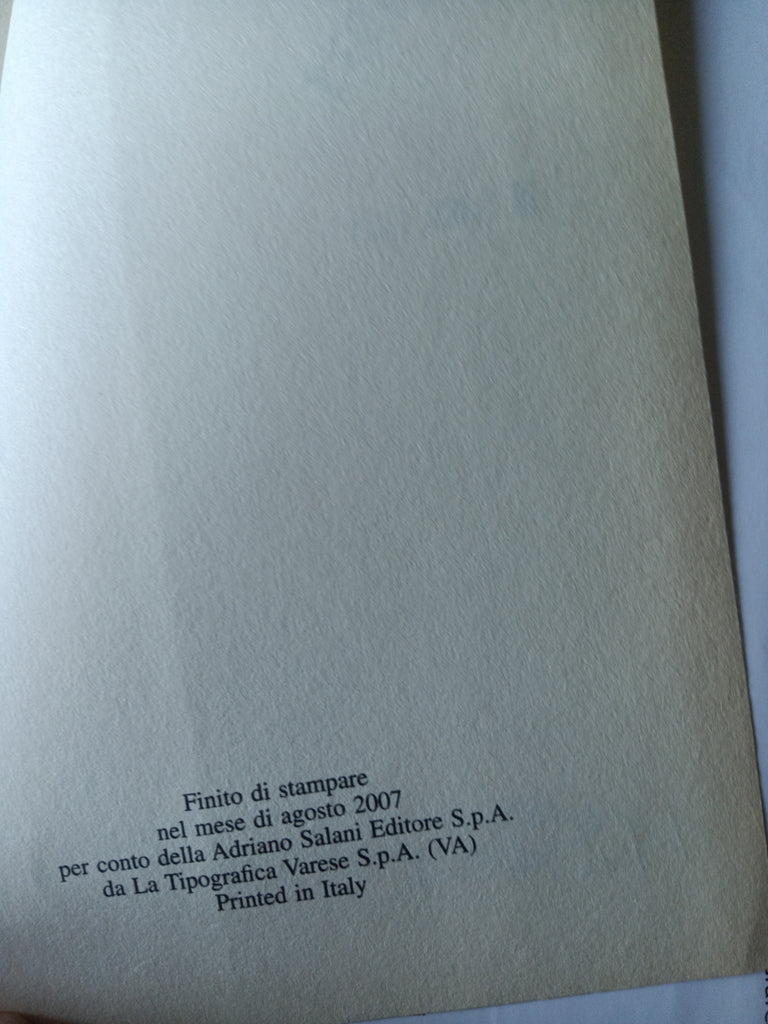 Finito di stampare
nel mese di agosto 2007
per conto della Adriano Salani Editore S.p.A.
da La Tipografica Varese S.p.A. (VA)
Printed in Italy